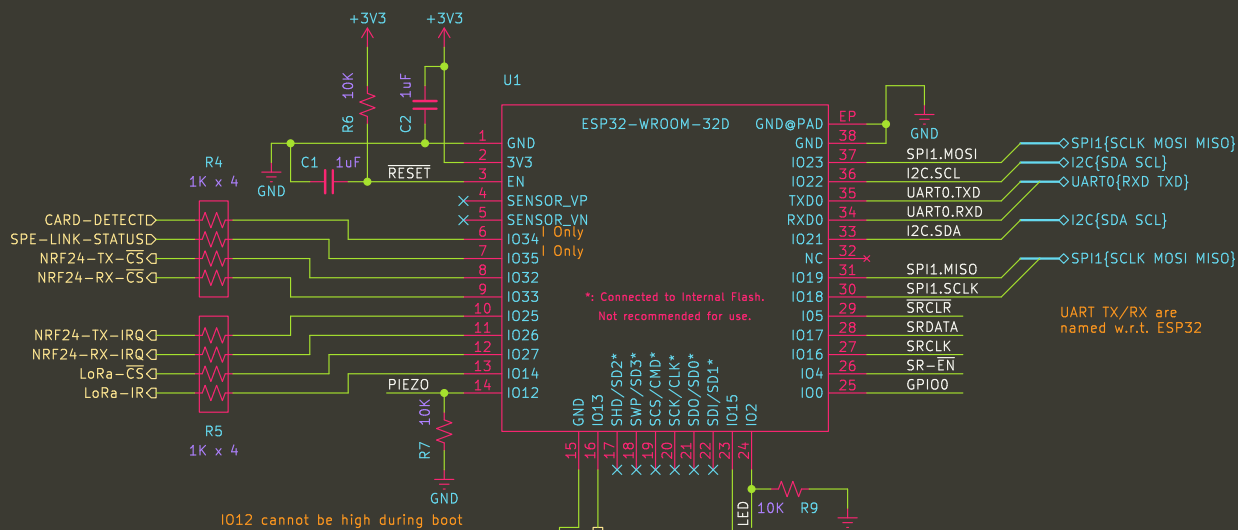 +3V3
+3V3
10K
R6
1uF
C2
U1
ESP32-WROOM-32D
GND@PAD
EP
GND
1
GND
GND
38
C1
1uF
2
3V3
IO23
37
SPI1.MOSI
SPI1{SCLK MOSI MISO}
GND
RESET
3
EN
IO22
36
I2C.SCL
I2C{SDA SCL}
R4
1K x 4
4
SENSOR_VP
TXD0
35
UART0.TXD
UART0{RXD TXD}
CARD-DETECT
5
SENSOR_VN
I Only
RXD0
34
UART0.RXD
SPE-LINK-STATUS
6
IO34
I Only
IO21
33
I2C.SDA
I2C{SDA SCL}
NRF24-TX-CS
7
IO35
NC
32
NRF24-RX-CS
8
IO32
IO19
31
SPI1.MISO
SPI1{SCLK MOSI MISO}
9
IO33
*: Connected to Internal Flash.
Not recommended for use.
IO18
30
SPI1.SCLK
10
IO25
IO5
29
SRCLR
UART TX/RX are
named w.r.t. ESP32
NRF24-TX-IRQ
11
IO26
IO17
28
SRDATA
NRF24-RX-IRQ
12
IO27
IO16
27
SRCLK
LoRa-CS
13
IO14
IO4
26
SR-EN
LoRa-IR
PIEZO
14
IO12
IO0
25
GPIO0
R5
1K x 4
10K
R7
GND
GND
IO13
SHD/SD2*
SWP/SD3*
SCS/CMD*
SCK/CLK*
SDO/SD0*
SDI/SD1*
IO15
IO2
15
16
17
18
19
20
21
22
23
24
LED
10K
R9
IO12 cannot be high during boot